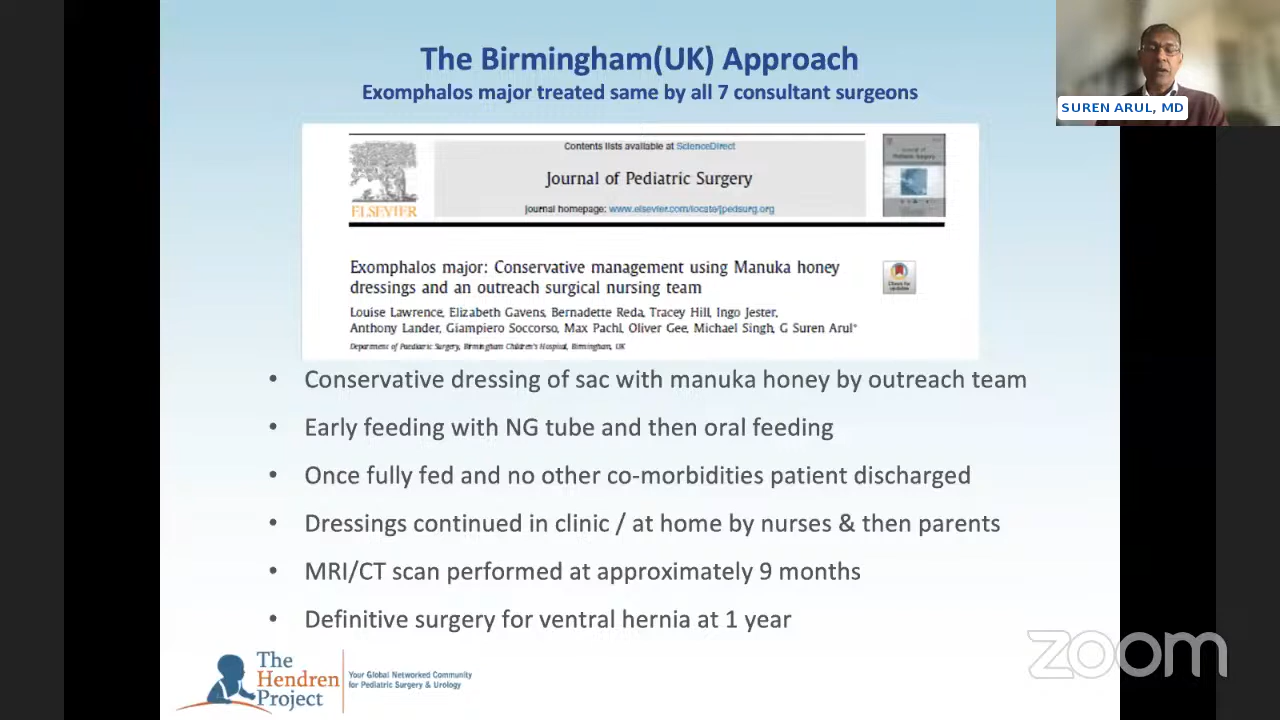 The Birmingham(UK) Approach
Exomphalos major treated same by all 7 consultant surgeons
SUREN ARUL, MD
Contents lists available at ScienceDirect
Journal of Pediatric Surgery
journal homepage: www.elsevier.com/locate/jpedsurg.org
ELSEVIER
Journal of
Pediatric Surgery
Exomphalos major: Conservative management using Manuka honey
dressings and an outreach surgical nursing team
Check for
updates
Louise Lawrence, Elizabeth Gavens, Bernadette Reda, Tracey Hill, Ingo Jester,
Anthony Lander, Giampiero Soccorso, Max Pachl, Oliver Gee, Michael Singh, G Suren Arul*
Department of Paediatric Surgery, Birmingham Children's Hospital, Birmingham, UK
• Conservative dressing of sac with manuka honey by outreach team
• Early feeding with NG tube and then oral feeding
• Once fully fed and no other co-morbidities patient discharged
• Dressings continued in clinic / at home by nurses & then parents
• MRI/CT scan performed at approximately 9 months
• Definitive surgery for ventral hernia at 1 year
The
Hendren
Project
Your Global Networked Community
for Pediatric Surgery & Urology
zoom